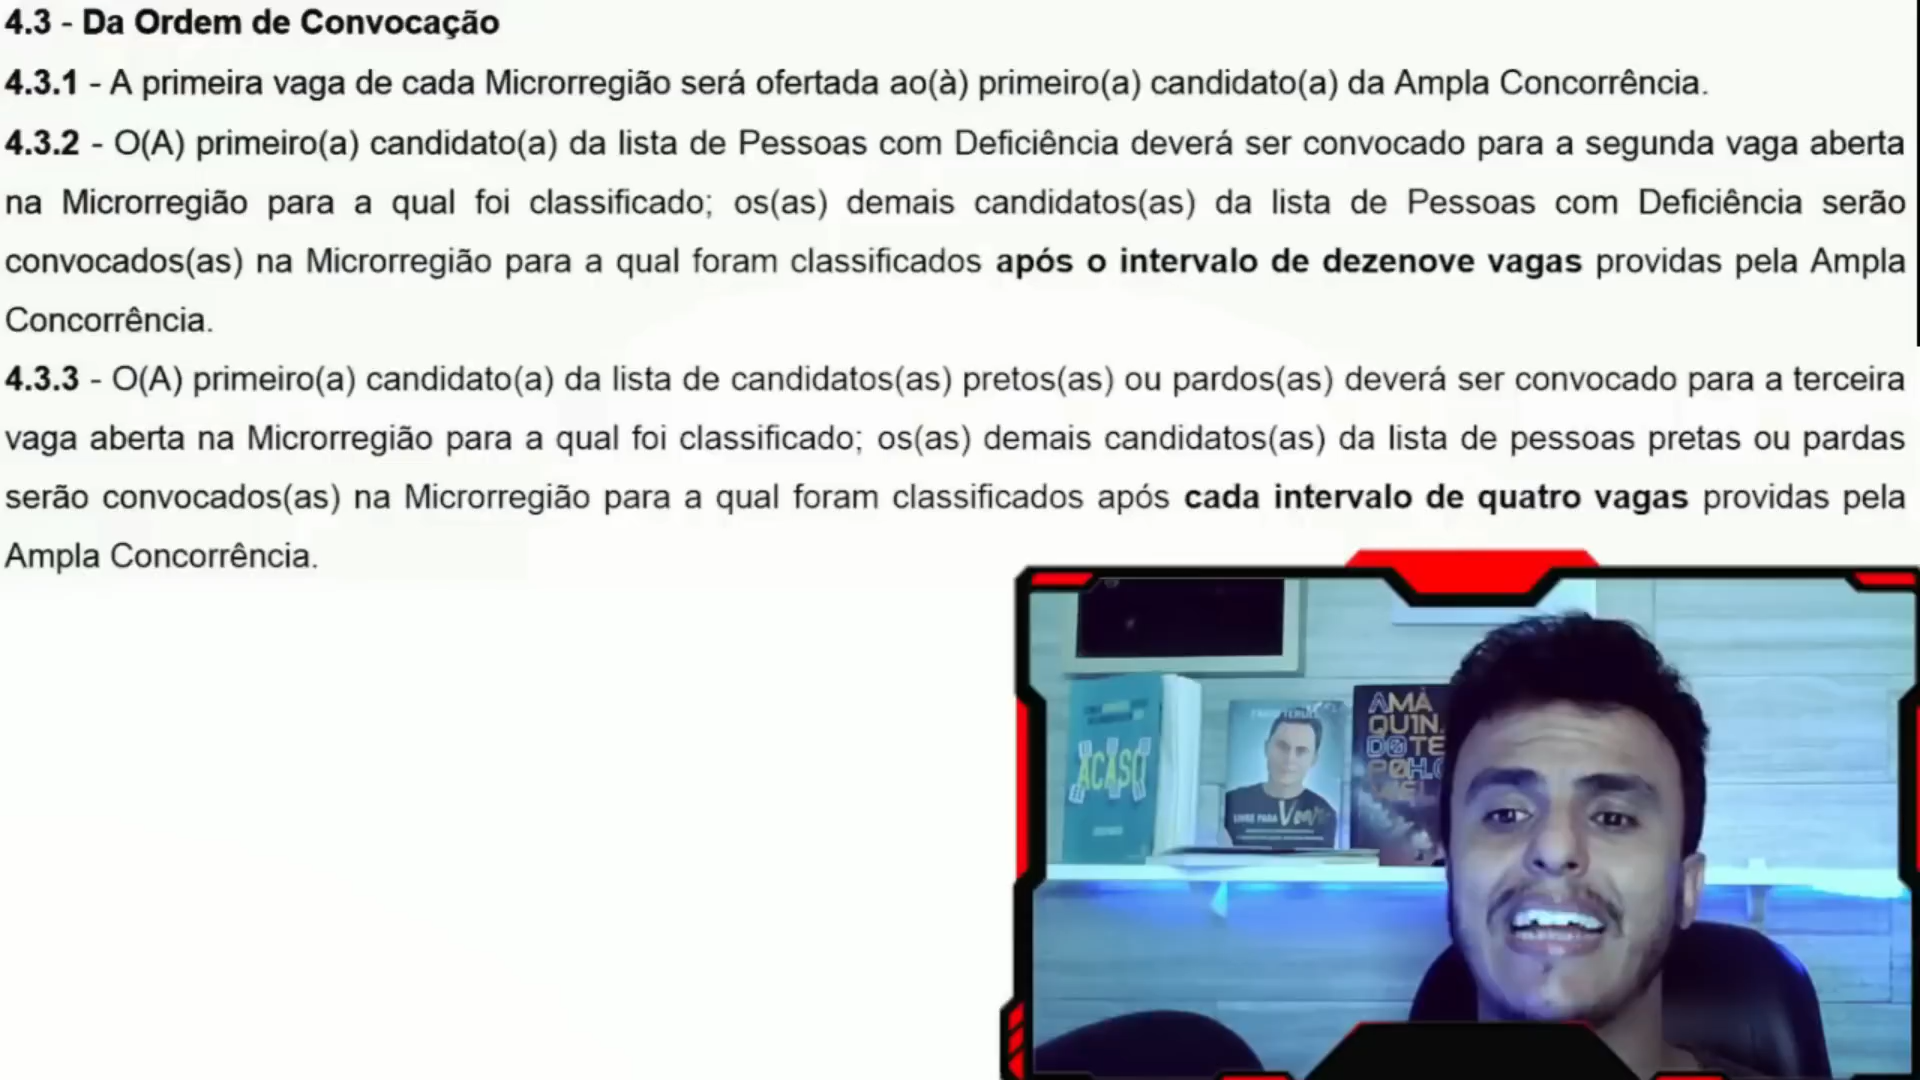 4.3 - Da Ordem de Convocação
4.3.1 - A primeira vaga de cada Microrregião será ofertada ao(à) primeiro(a) candidato(a) da Ampla Concorrência.
4.3.2 - O(A) primeiro(a) candidato(a) da lista de Pessoas com Deficiência deverá ser convocado para a segunda vaga aberta
na Microrregião para a qual foi classificado; os(as) demais candidatos(as) da lista de Pessoas com Deficiência serão
convocados(as) na Microrregião para a qual foram classificados após o intervalo de dezenove vagas providas pela Ampla
Concorrência.
4.3.3 - O(A) primeiro(a) candidato(a) da lista de candidatos(as) pretos(as) ou pardos(as) deverá ser convocado para a terceira
vaga aberta na Microrregião para a qual foi classificado; os(as) demais candidatos(as) da lista de pessoas pretas ou pardas
serão convocados(as) na Microrregião para a qual foram classificados após cada intervalo de quatro vagas providas pela
Ampla Concorrência.
ACASO
LIVRE PARA Voar
AMÁ
QUIN
DO TE